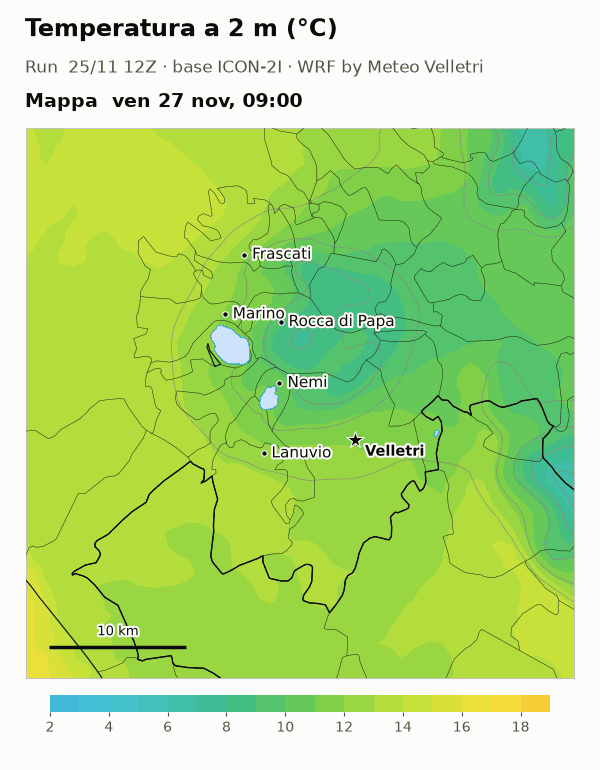 Temperatura a 2 m (°C)
Run  25/11 12Z · base ICON-2I · WRF by Meteo Velletri
Mappa  ven 27 nov, 09:00
Frascati
Marino
Rocca di Papa
Nemi
Velletri
Lanuvio
10 km
2 4 6 8 10 12 14 16 18